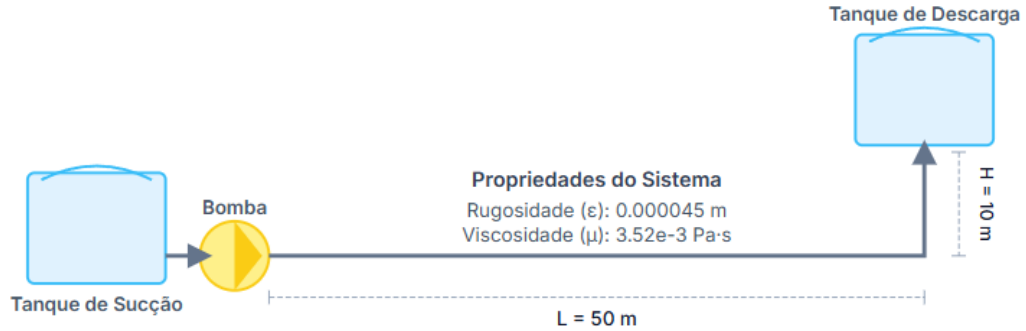 Tanque de Descarga
Propriedades do Sistema
Bomba
Rugosidade (ε): 0.000045 m
Viscosidade (μ): 3.52e-3 Pa·s
H = 10 m
Tanque de Sucção
L = 50 m